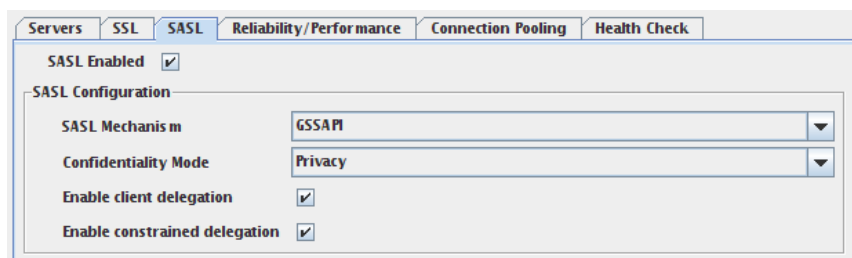 Servers SSL SASL Reliability/Performance Connection Pooling Health Check
SASL Enabled
SASL Configuration
SASL Mechanism GSSAPI
Confidentiality Mode Privacy
Enable client delegation
Enable constrained delegation